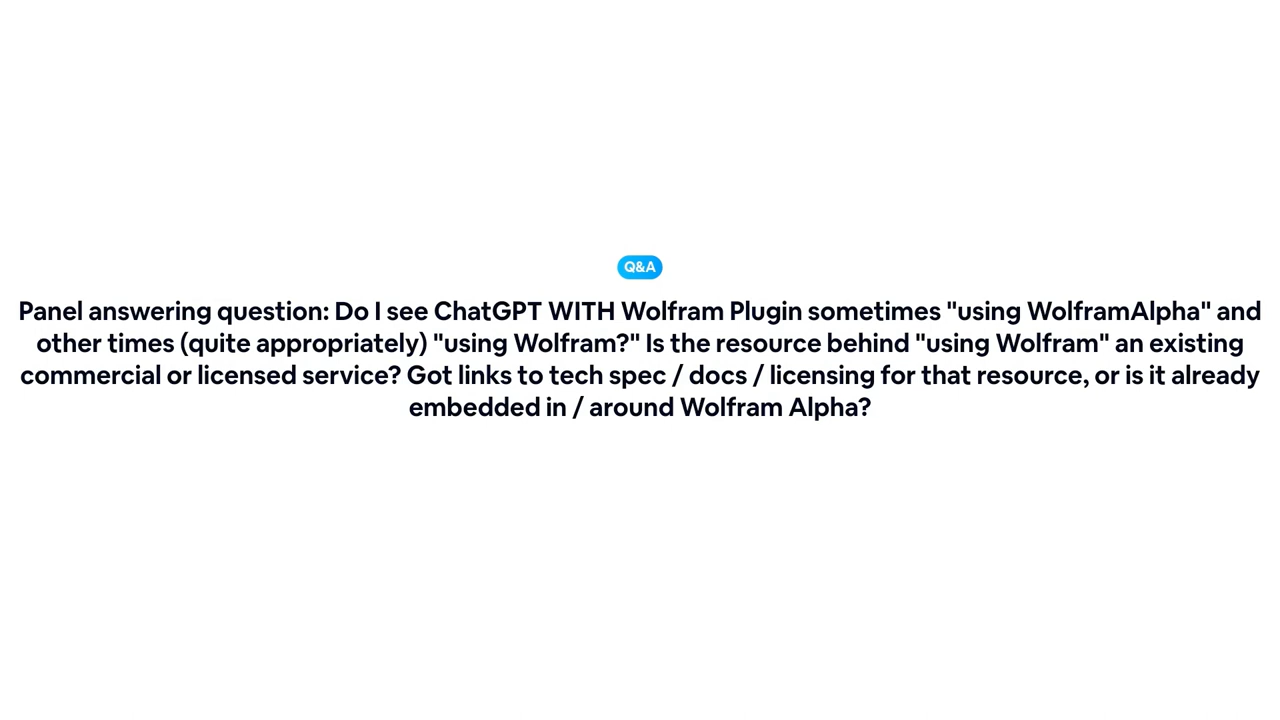 Q&A
Panel answering question: Do I see ChatGPT WITH Wolfram Plugin sometimes "using WolframAlpha" and
other times (quite appropriately) "using Wolfram?" Is the resource behind "using Wolfram" an existing
commercial or licensed service? Got links to tech spec / docs / licensing for that resource, or is it already
embedded in / around Wolfram Alpha?